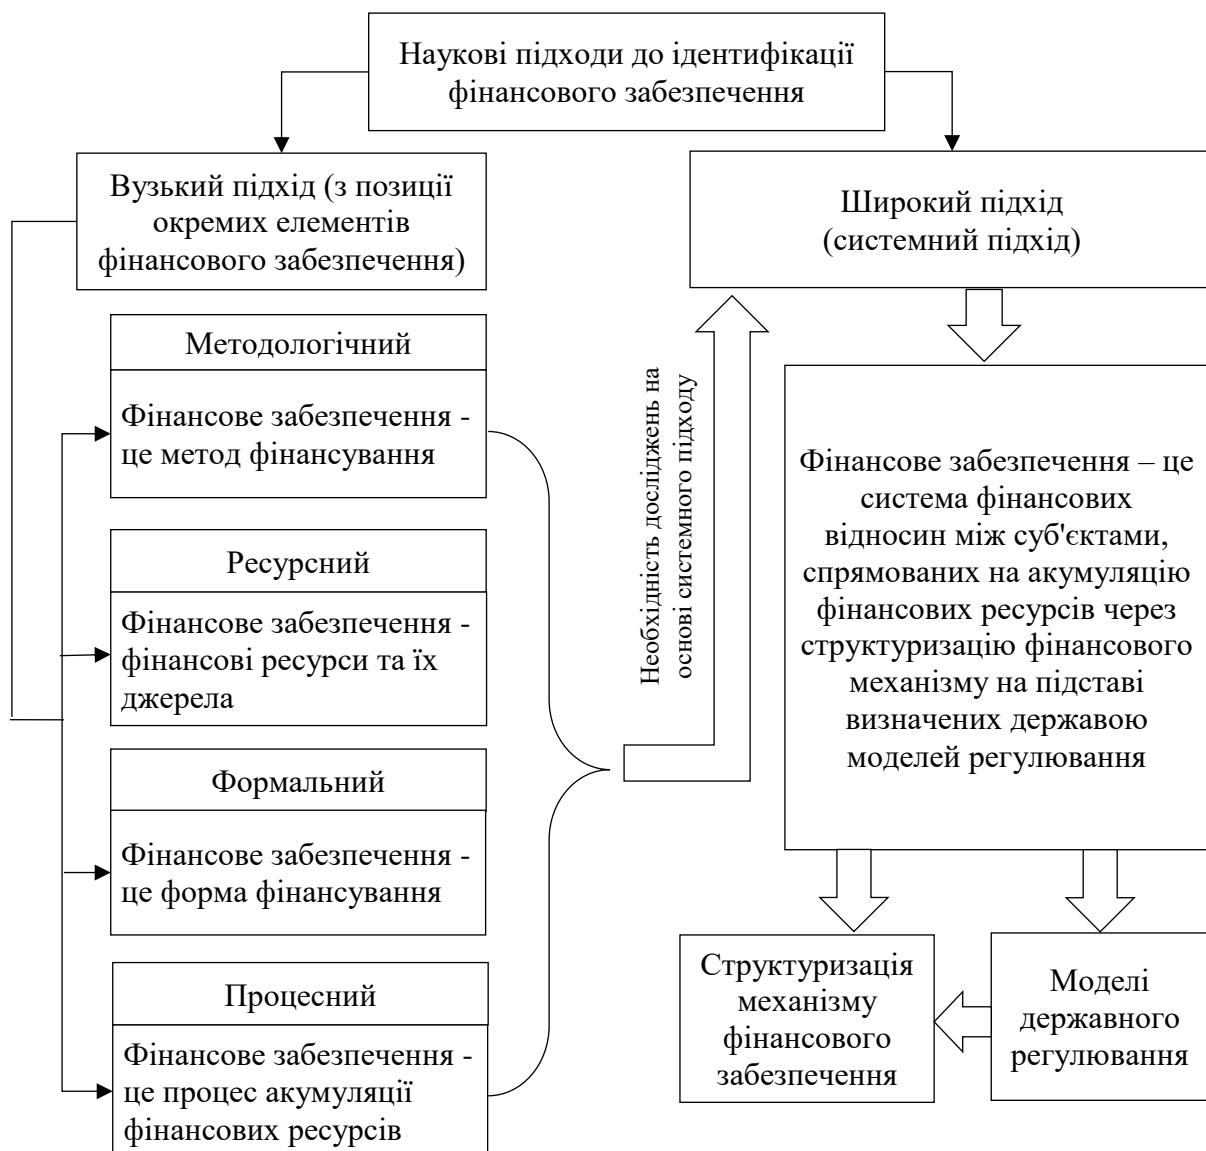 Наукові підходи до ідентифікації
фінансового забезпечення
Вузький підхід (з позиції
окремих елементів
фінансового забезпечення)
Широкий підхід
(системний підхід)
Методологічний
Фінансове забезпечення -
це метод фінансування
Ресурсний
Фінансове забезпечення -
фінансові ресурси та їх
джерела
Формальний
Фінансове забезпечення -
це форма фінансування
Процесний
Фінансове забезпечення -
це процес акумуляції
фінансових ресурсів
Необхідність досліджень на
основі системного підходу
Фінансове забезпечення – це
система фінансових
відносин між суб'єктами,
спрямованих на акумуляцію
фінансових ресурсів через
структуризацію фінансового
механізму на підставі
визначених державою
моделей регулювання
Структуризація
механізму
фінансового
забезпечення
Моделі
державного
регулювання